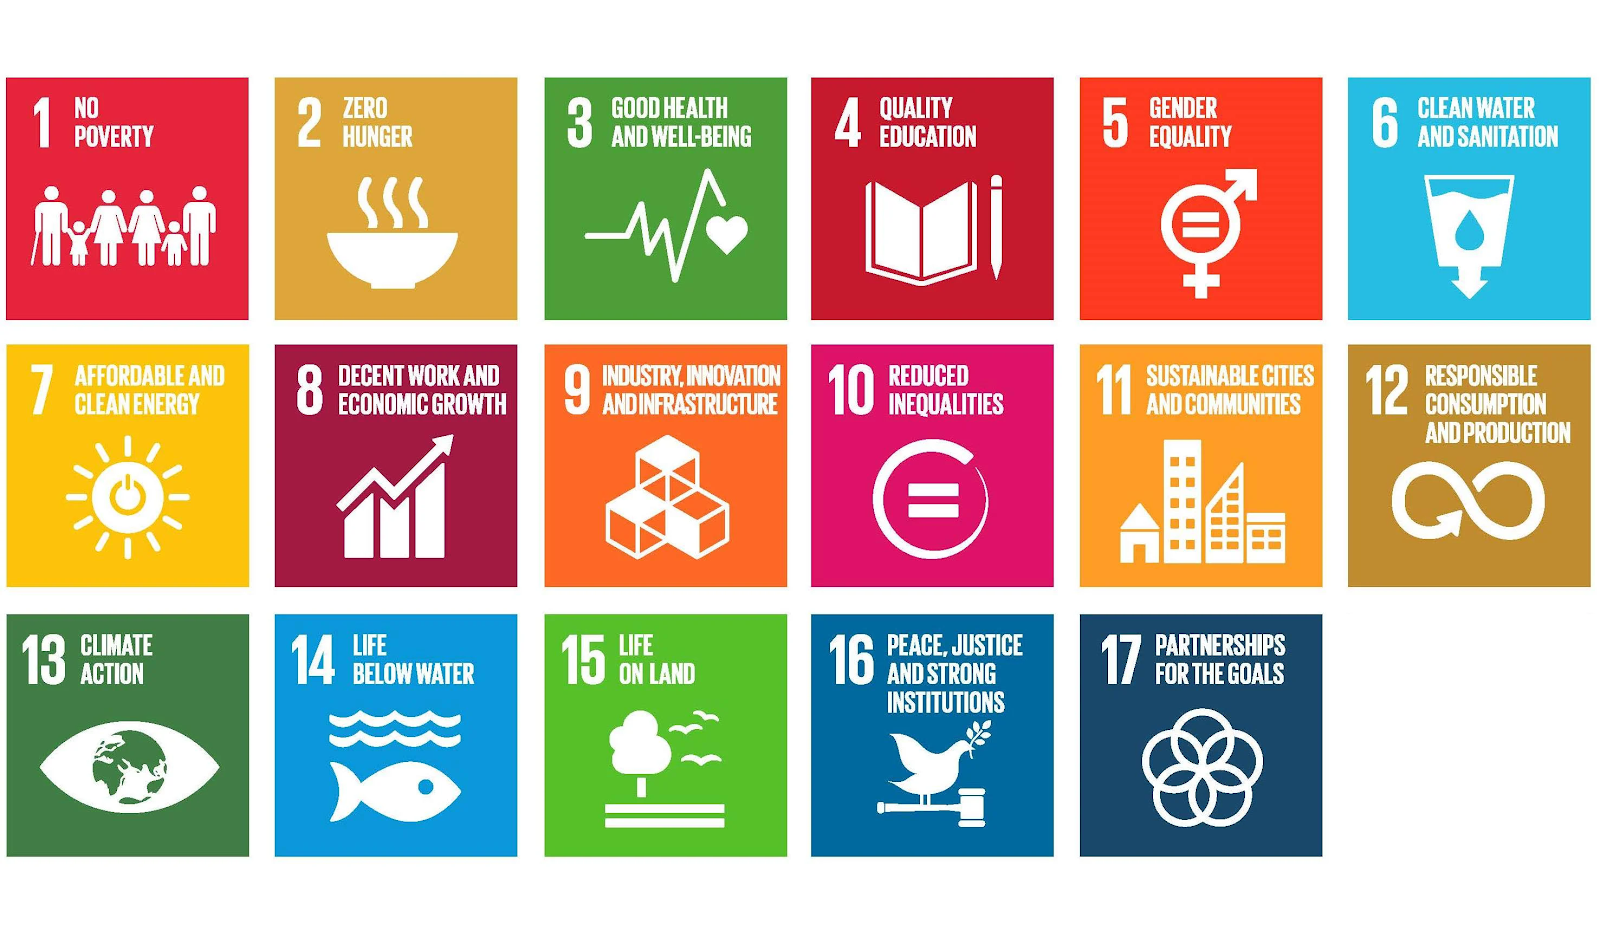 1 NO
POVERTY
2 ZERO
HUNGER
3 GOOD HEALTH
AND WELL-BEING
4 QUALITY
EDUCATION
5 GENDER
EQUALITY
6 CLEAN WATER
AND SANITATION
7 AFFORDABLE AND
CLEAN ENERGY
8 DECENT WORK AND
ECONOMIC GROWTH
9 INDUSTRY, INNOVATION
AND INFRASTRUCTURE
10 REDUCED
INEQUALITIES
11 SUSTAINABLE CITIES
AND COMMUNITIES
12 RESPONSIBLE
CONSUMPTION
AND PRODUCTION
13 CLIMATE
ACTION
14 LIFE
BELOW WATER
15 LIFE
ON LAND
16 PEACE, JUSTICE
AND STRONG
INSTITUTIONS
17 PARTNERSHIPS
FOR THE GOALS